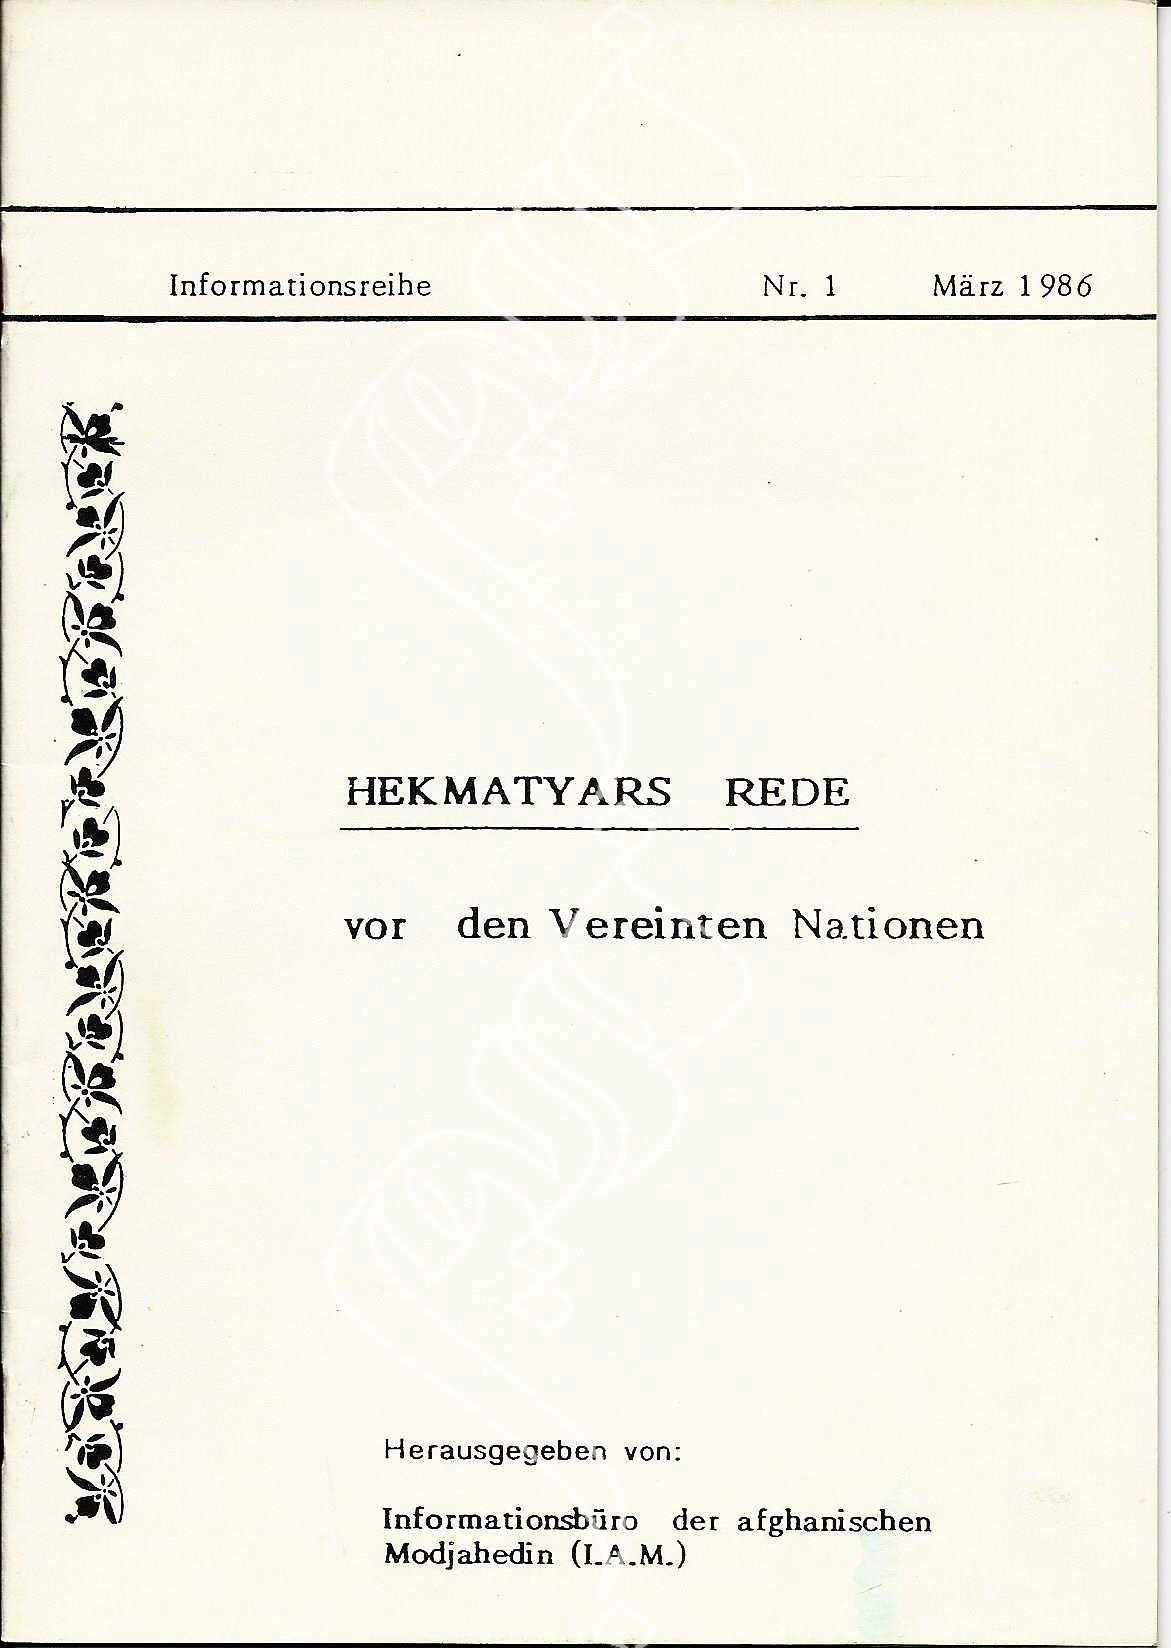 Informationsreihe Nr. 1 März 1986
HEKMATYARS REDE
vor den Vereinten Nationen
Herausgegeben von:
Informationsbüro der afghanischen
Modjahedin (I.A.M.)